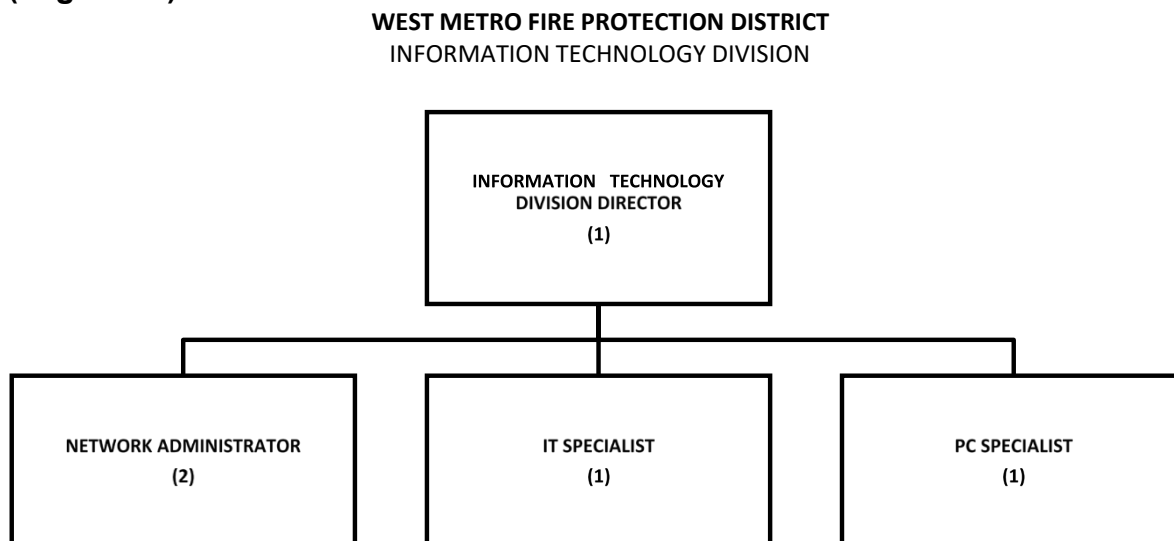 WEST METRO FIRE PROTECTION DISTRICT
INFORMATION TECHNOLOGY DIVISION
INFORMATION TECHNOLOGY
DIVISION DIRECTOR
(1)
NETWORK ADMINISTRATOR
(2)
IT SPECIALIST
(1)
PC SPECIALIST
(1)